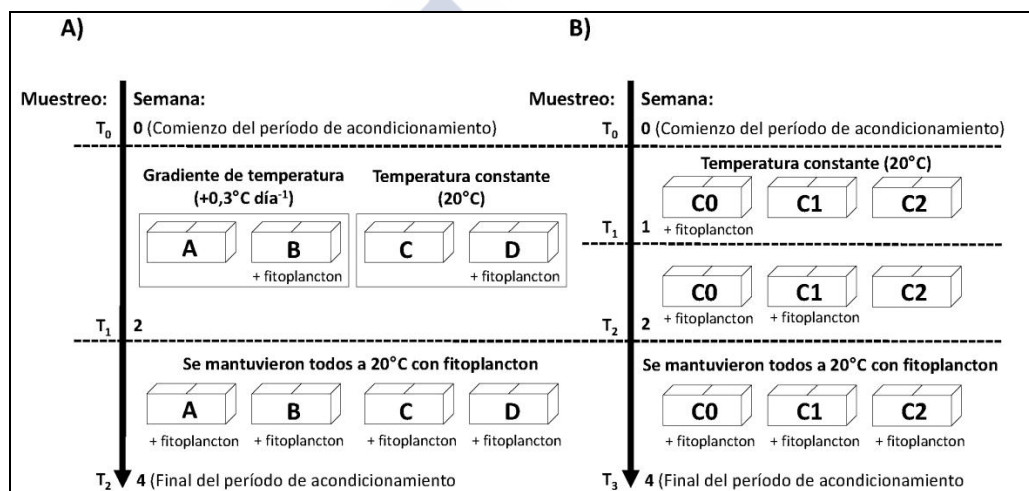 A)
Muestreo: Semana:
T₀ 0 (Comienzo del período de acondicionamiento)
Gradiente de temperatura
(+0,3°C día⁻¹)
Temperatura constante
(20°C)
A B C D
+ fitoplancton + fitoplancton
T₁ 2
Se mantuvieron todos a 20°C con fitoplancton
A B C D
+ fitoplancton + fitoplancton + fitoplancton + fitoplancton
T₂ 4 (Final del período de acondicionamiento
B)
Muestreo: Semana:
T₀ 0 (Comienzo del período de acondicionamiento)
Temperatura constante (20°C)
C0 C1 C2
+ fitoplancton
T₁ 1
C0 C1 C2
+ fitoplancton + fitoplancton
T₂ 2
Se mantuvieron todos a 20°C con fitoplancton
C0 C1 C2
+ fitoplancton + fitoplancton + fitoplancton
T₃ 4 (Final del período de acondicionamiento